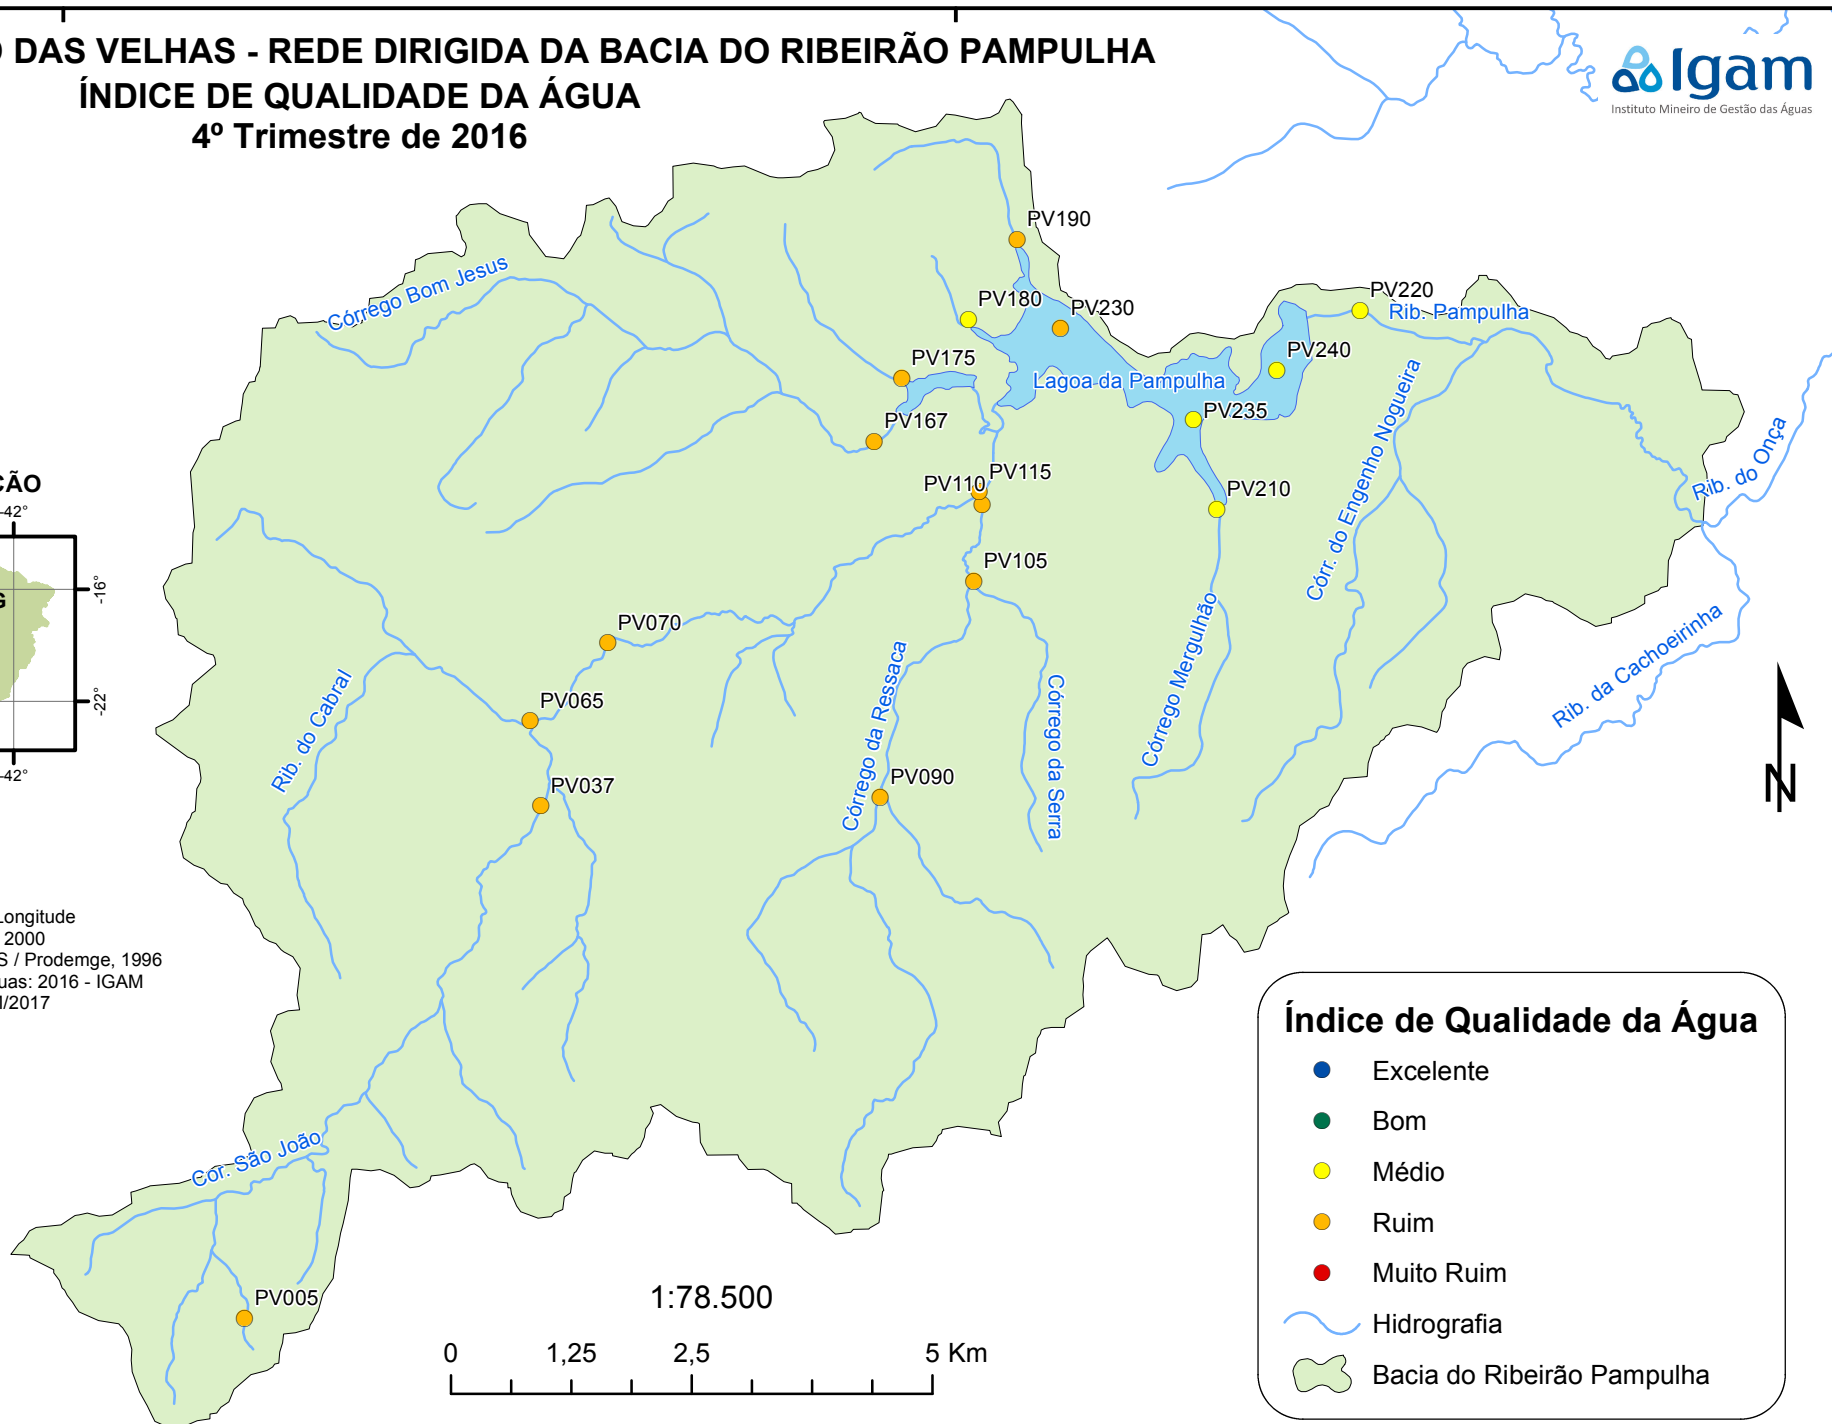 DAS VELHAS - REDE DIRIGIDA DA BACIA DO RIBEIRÃO PAMPULHA
ÍNDICE DE QUALIDADE DA ÁGUA
4º Trimestre de 2016
Igam
Instituto Mineiro de Gestão das Águas
PV190
Córrego Bom Jesus
PV180
PV230
PV220
Rib. Pampulha
PV240
PV175
Lagoa da Pampulha
PV235
PV167
PV115
PV110
PV210
Córr. do Engenho Nogueira
Rib. do Onça
ÇÃO
-42°
-16°
G
-22°
-42°
PV105
PV070
PV065
PV037
PV090
Rib. do Cabral
Córrego da Ressaca
Córrego da Serra
Córrego Mergulhão
Rib. da Cachoeirinha
N
Longitude
2000
S / Prodemge, 1996
uas: 2016 - IGAM
/2017
Cor. São João
PV005
1:78.500
0 1,25 2,5 5 Km
Índice de Qualidade da Água
Excelente
Bom
Médio
Ruim
Muito Ruim
Hidrografia
Bacia do Ribeirão Pampulha